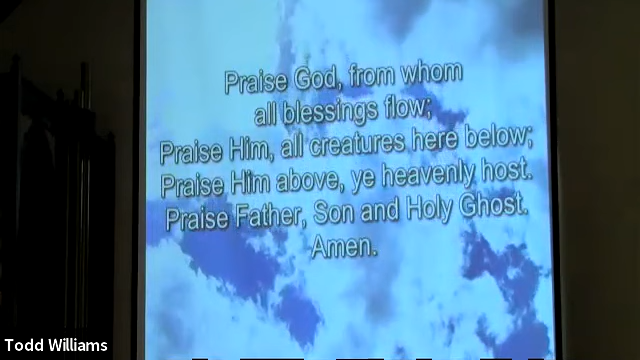 Praise God, from whom
all blessings flow;
Praise Him, all creatures here below;
Praise Him above, ye heavenly host.
Praise Father, Son and Holy Ghost.
Amen.
Todd Williams